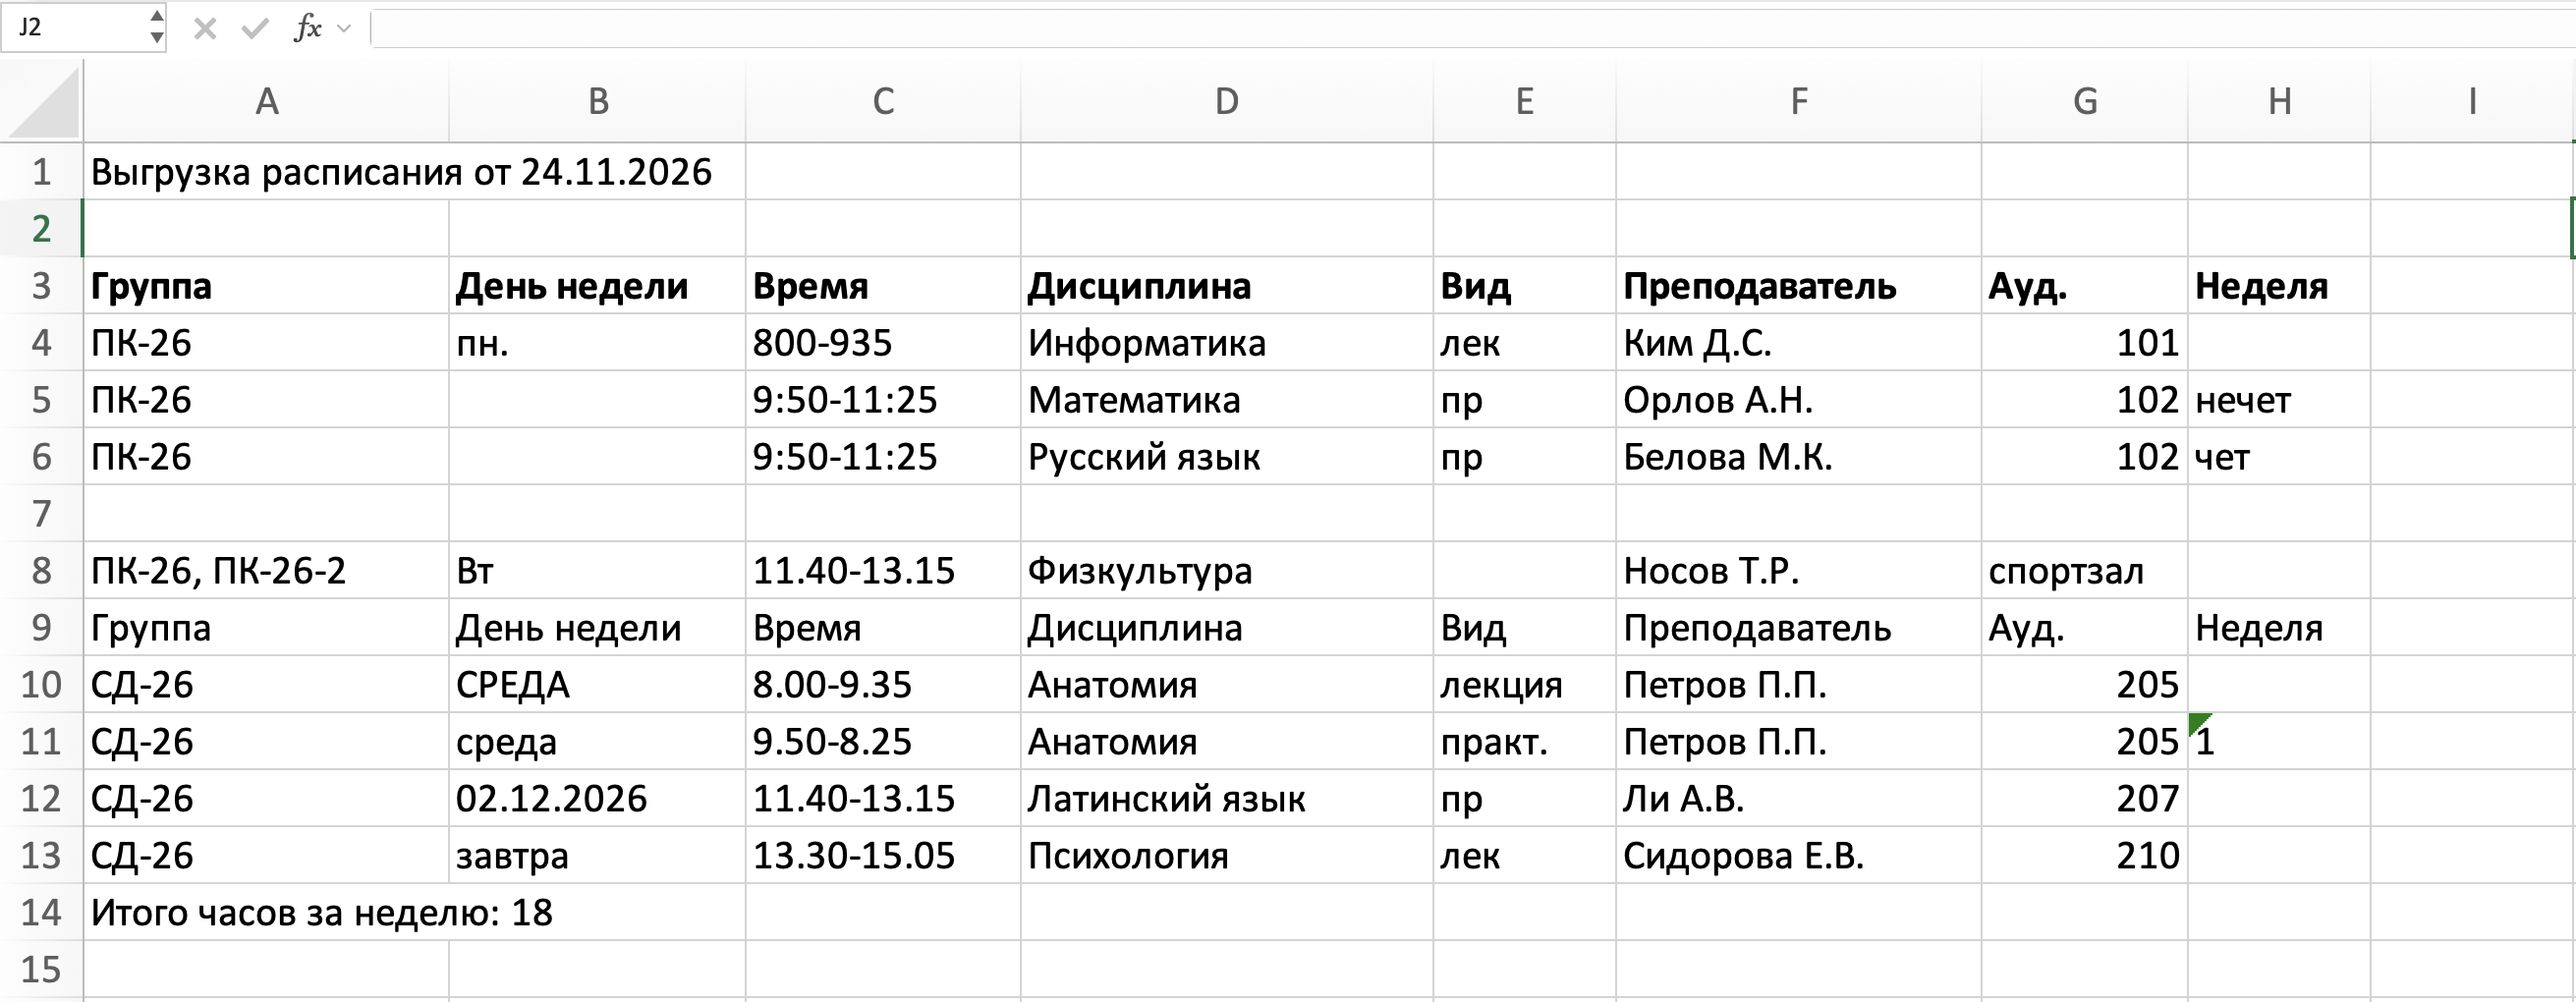 J2 fx
A B C D E F G H I
1 Выгрузка расписания от 24.11.2026
2
3 Группа День недели Время Дисциплина Вид Преподаватель Ауд. Неделя
4 ПК-26 пн. 800-935 Информатика лек Ким Д.С. 101
5 ПК-26 9:50-11:25 Математика пр Орлов А.Н. 102 нечет
6 ПК-26 9:50-11:25 Русский язык пр Белова М.К. 102 чет
7
8 ПК-26, ПК-26-2 Вт 11.40-13.15 Физкультура Носов Т.Р. спортзал
9 Группа День недели Время Дисциплина Вид Преподаватель Ауд. Неделя
10 СД-26 СРЕДА 8.00-9.35 Анатомия лекция Петров П.П. 205
11 СД-26 среда 9.50-8.25 Анатомия практ. Петров П.П. 205 1
12 СД-26 02.12.2026 11.40-13.15 Латинский язык пр Ли А.В. 207
13 СД-26 завтра 13.30-15.05 Психология лек Сидорова Е.В. 210
14 Итого часов за неделю: 18
15